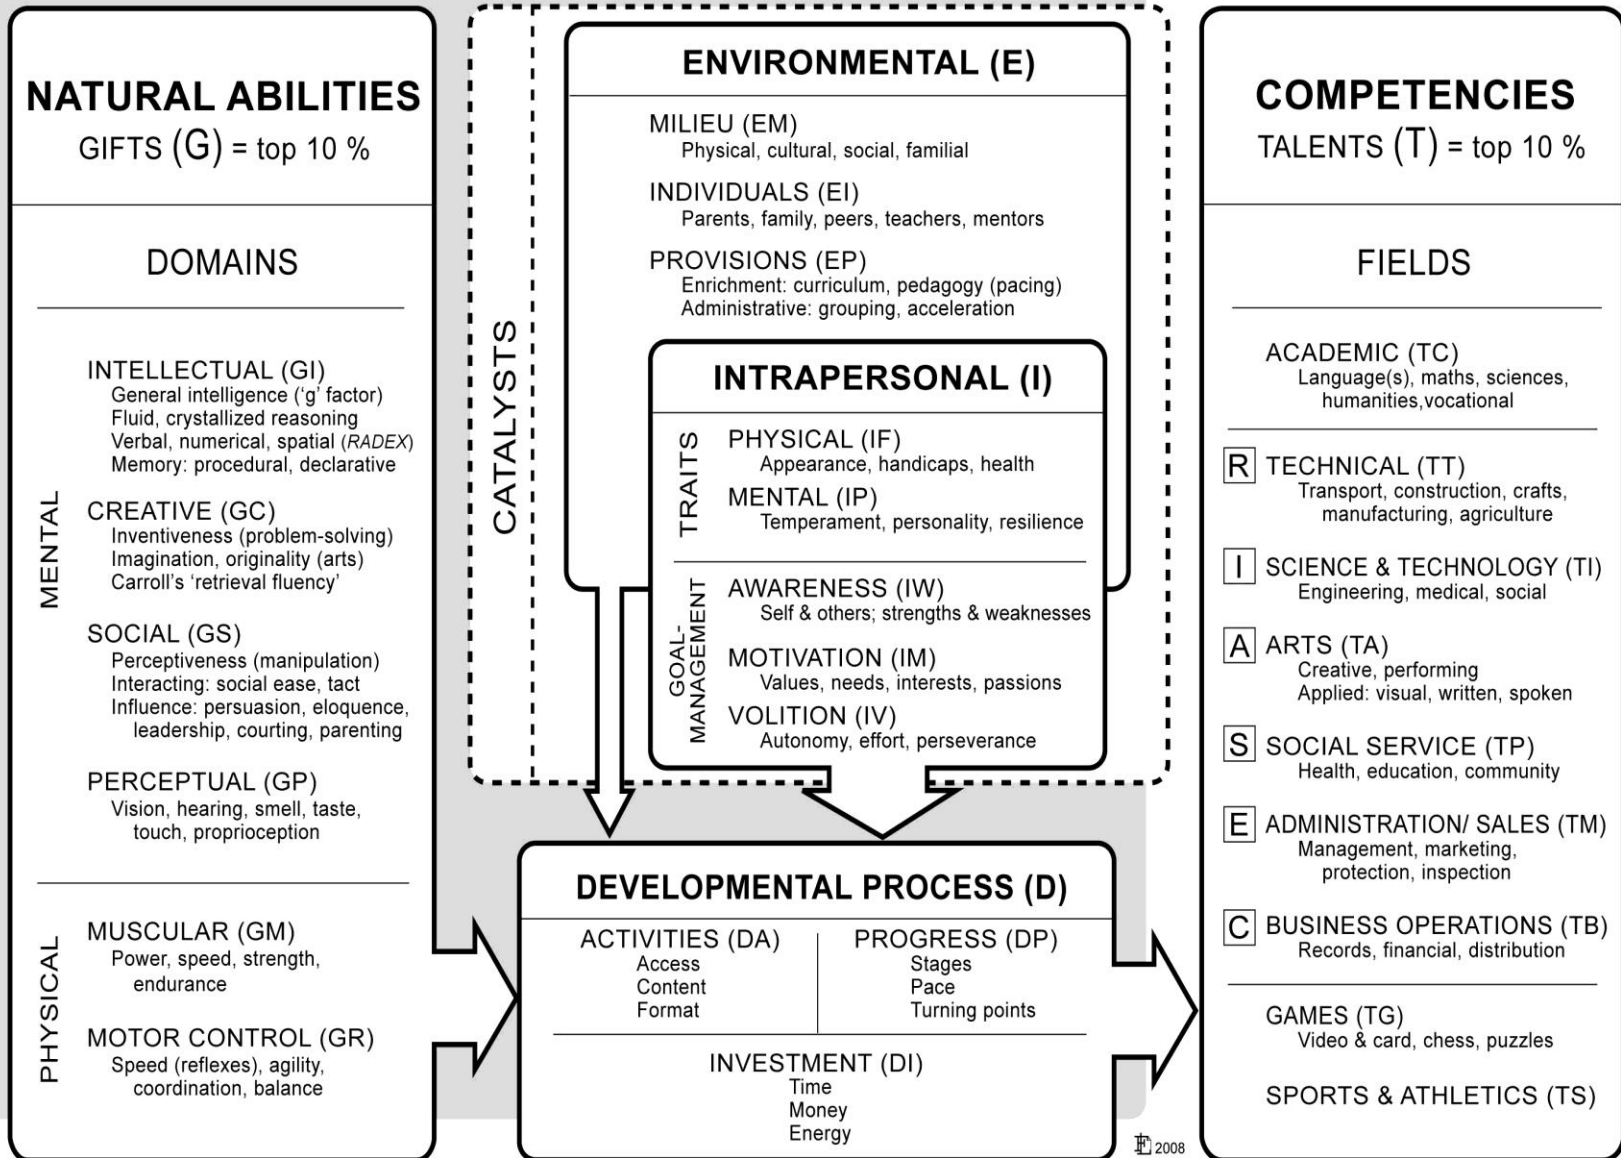 NATURAL ABILITIES
GIFTS (G) = top 10 %
DOMAINS
MENTAL
INTELLECTUAL (GI)
General intelligence (‘g’ factor)
Fluid, crystallized reasoning
Verbal, numerical, spatial (RADEX)
Memory: procedural, declarative
CREATIVE (GC)
Inventiveness (problem-solving)
Imagination, originality (arts)
Carroll’s ‘retrieval fluency’
SOCIAL (GS)
Perceptiveness (manipulation)
Interacting: social ease, tact
Influence: persuasion, eloquence,
leadership, courting, parenting
PERCEPTUAL (GP)
Vision, hearing, smell, taste,
touch, proprioception
PHYSICAL
MUSCULAR (GM)
Power, speed, strength,
endurance
MOTOR CONTROL (GR)
Speed (reflexes), agility,
coordination, balance
CATALYSTS
ENVIRONMENTAL (E)
MILIEU (EM)
Physical, cultural, social, familial
INDIVIDUALS (EI)
Parents, family, peers, teachers, mentors
PROVISIONS (EP)
Enrichment: curriculum, pedagogy (pacing)
Administrative: grouping, acceleration
INTRAPERSONAL (I)
TRAITS
PHYSICAL (IF)
Appearance, handicaps, health
MENTAL (IP)
Temperament, personality, resilience
GOAL-
MANAGEMENT
AWARENESS (IW)
Self & others; strengths & weaknesses
MOTIVATION (IM)
Values, needs, interests, passions
VOLITION (IV)
Autonomy, effort, perseverance
DEVELOPMENTAL PROCESS (D)
ACTIVITIES (DA)
Access
Content
Format
PROGRESS (DP)
Stages
Pace
Turning points
INVESTMENT (DI)
Time
Money
Energy
2008
COMPETENCIES
TALENTS (T) = top 10 %
FIELDS
ACADEMIC (TC)
Language(s), maths, sciences,
humanities,vocational
R TECHNICAL (TT)
Transport, construction, crafts,
manufacturing, agriculture
I SCIENCE & TECHNOLOGY (TI)
Engineering, medical, social
A ARTS (TA)
Creative, performing
Applied: visual, written, spoken
S SOCIAL SERVICE (TP)
Health, education, community
E ADMINISTRATION/ SALES (TM)
Management, marketing,
protection, inspection
C BUSINESS OPERATIONS (TB)
Records, financial, distribution
GAMES (TG)
Video & card, chess, puzzles
SPORTS & ATHLETICS (TS)